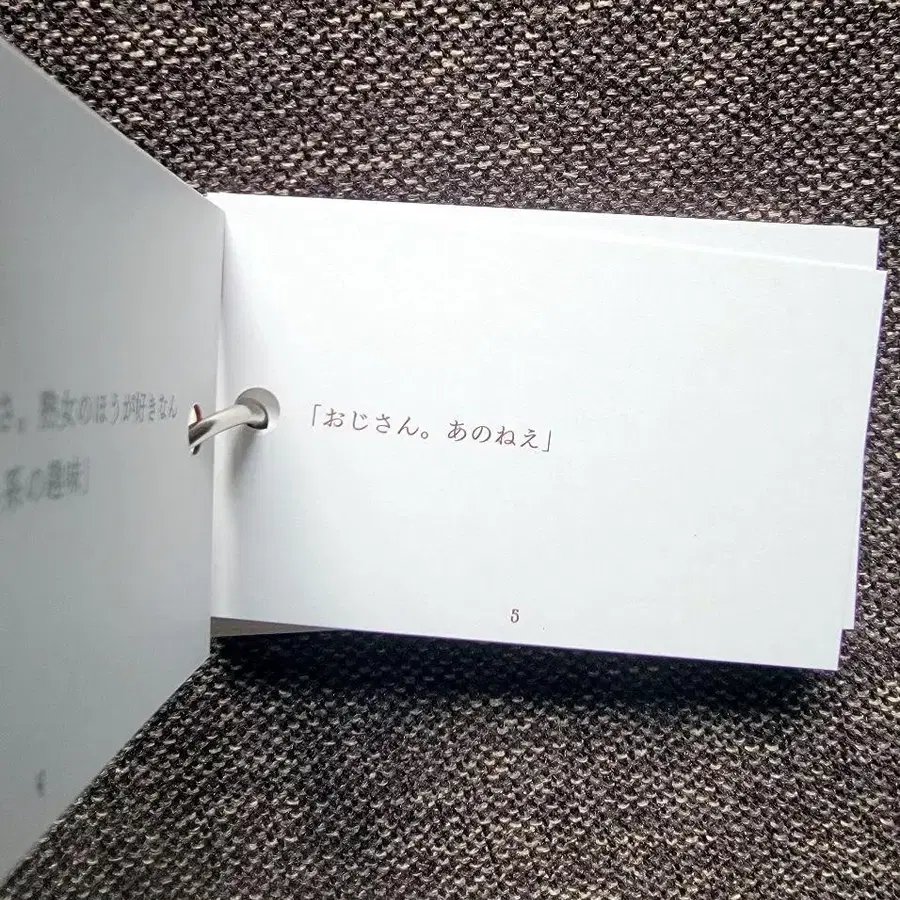 さ。熟女のほうが好きなん
系の趣味」
「おじさん。あのねえ」
5